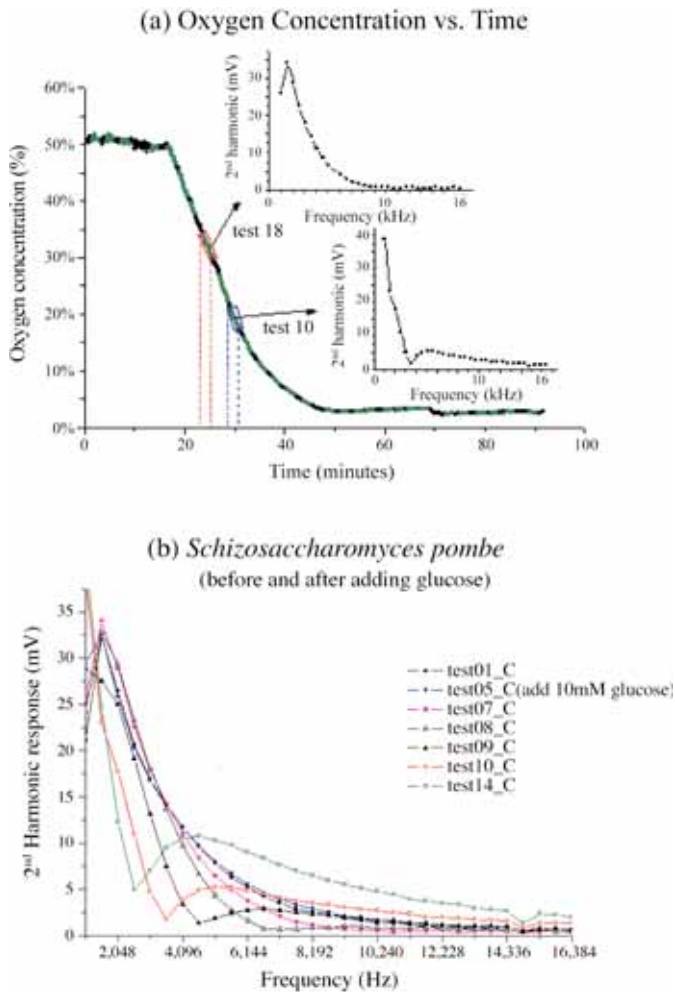 (a) Oxygen Concentration vs. Time
60%
50%
40%
30%
20%
10%
0%
Oxygen concentration (%)
0 20 40 60 80 100
Time (minutes)
test 18
test 10
30
20
10
0
2nd harmonic (mV)
0 10 16
Frequency (kHz)
40
30
20
10
0
2nd harmonic (mV)
0 10 16
Frequency (kHz)
(b) Schizosaccharomyces pombe
(before and after adding glucose)
35
30
25
20
15
10
5
0
2nd Harmonic response (mV)
test01_C
test05_C(add 10mM glucose)
test07_C
test08_C
test09_C
test10_C
test14_C
2,048 4,096 6,144 8,192 10,240 12,228 14,336 16,384
Frequency (Hz)